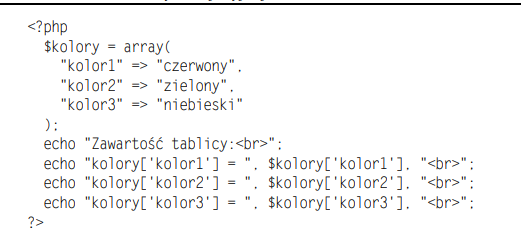 <?php
$kolory = array(
"kolor1" => "czerwony",
"kolor2" => "zielony",
"kolor3" => "niebieski"
);
echo "Zawartość tablicy:<br>";
echo "kolory['kolor1'] = ", $kolory['kolor1'], "<br>";
echo "kolory['kolor2'] = ", $kolory['kolor2'], "<br>";
echo "kolory['kolor3'] = ", $kolory['kolor3'], "<br>";
?>